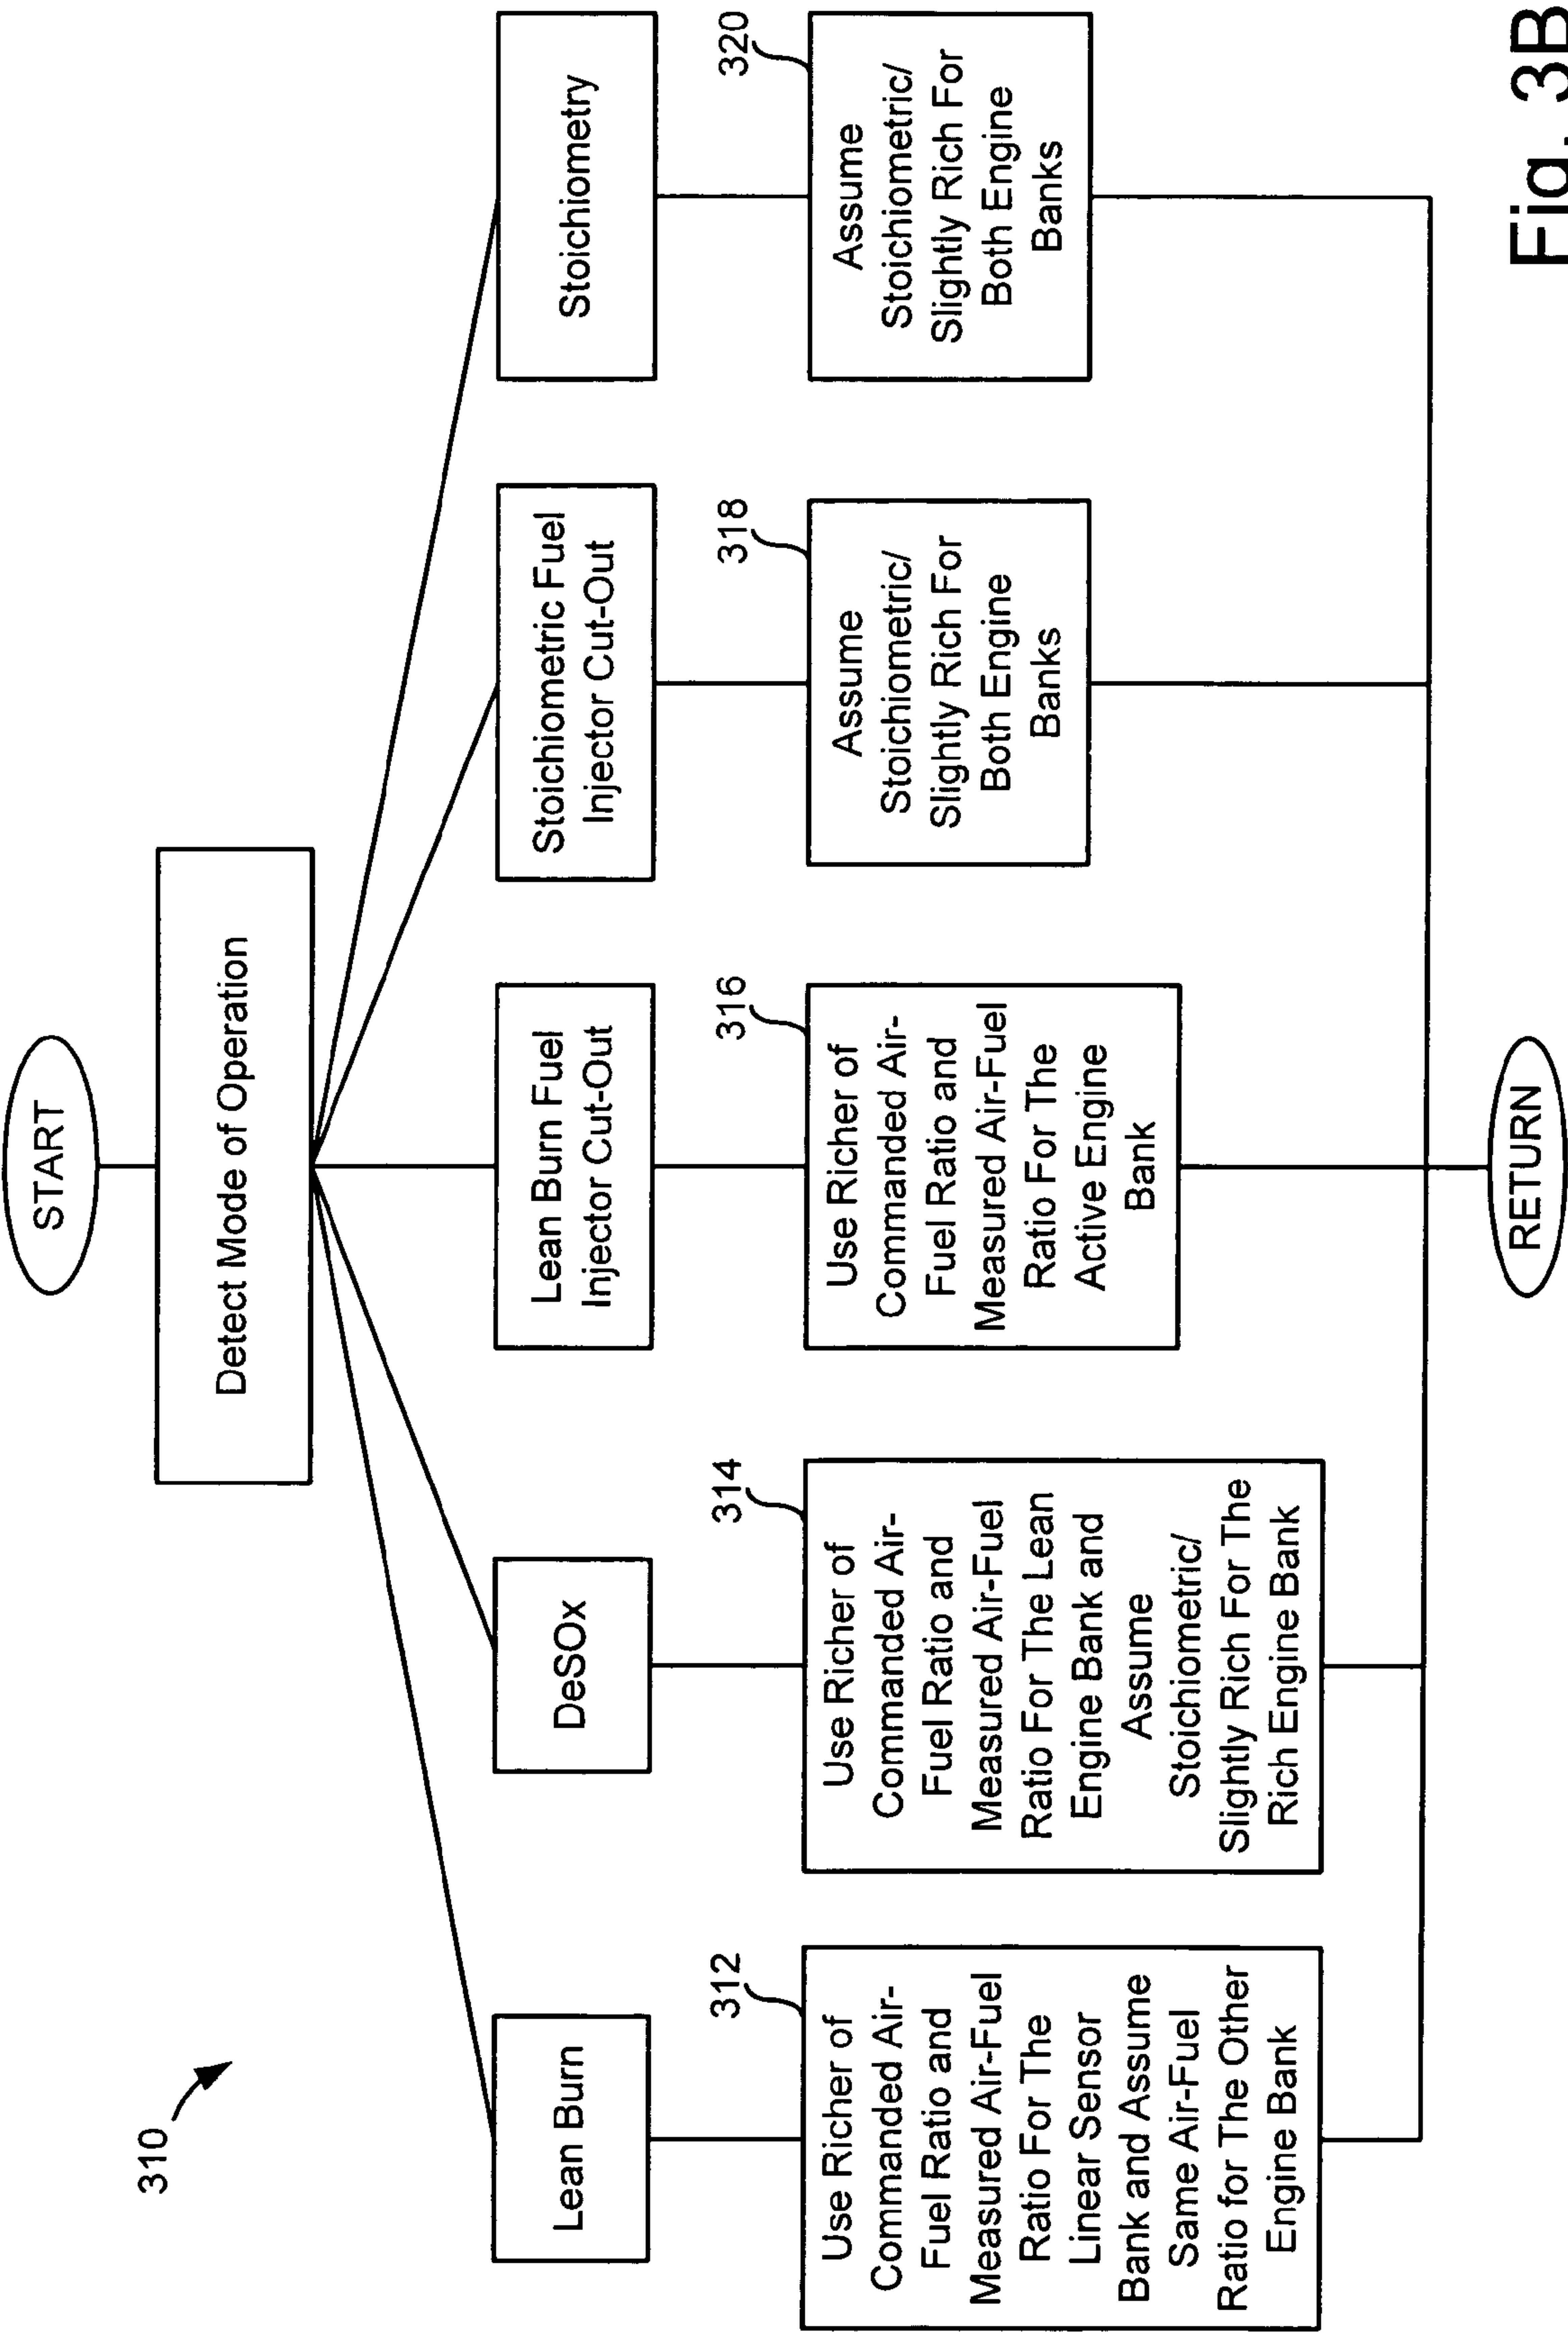 310
START
Detect Mode of Operation
Lean Burn
DeSOx
Lean Burn Fuel
Injector Cut-Out
Stoichiometric Fuel
Injector Cut-Out
Stoichiometry
312
Use Richer of
Commanded Air-
Fuel Ratio and
Measured Air-Fuel
Ratio For The
Linear Sensor
Bank and Assume
Same Air-Fuel
Ratio for The Other
Engine Bank
314
Use Richer of
Commanded Air-
Fuel Ratio and
Measured Air-Fuel
Ratio For The Lean
Engine Bank and
Assume
Stoichiometric/
Slightly Rich For The
Rich Engine Bank
316
Use Richer of
Commanded Air-
Fuel Ratio and
Measured Air-Fuel
Ratio For The
Active Engine
Bank
318
Assume
Stoichiometric/
Slightly Rich For
Both Engine
Banks
320
Assume
Stoichiometric/
Slightly Rich For
Both Engine
Banks
RETURN
Fig. 3B